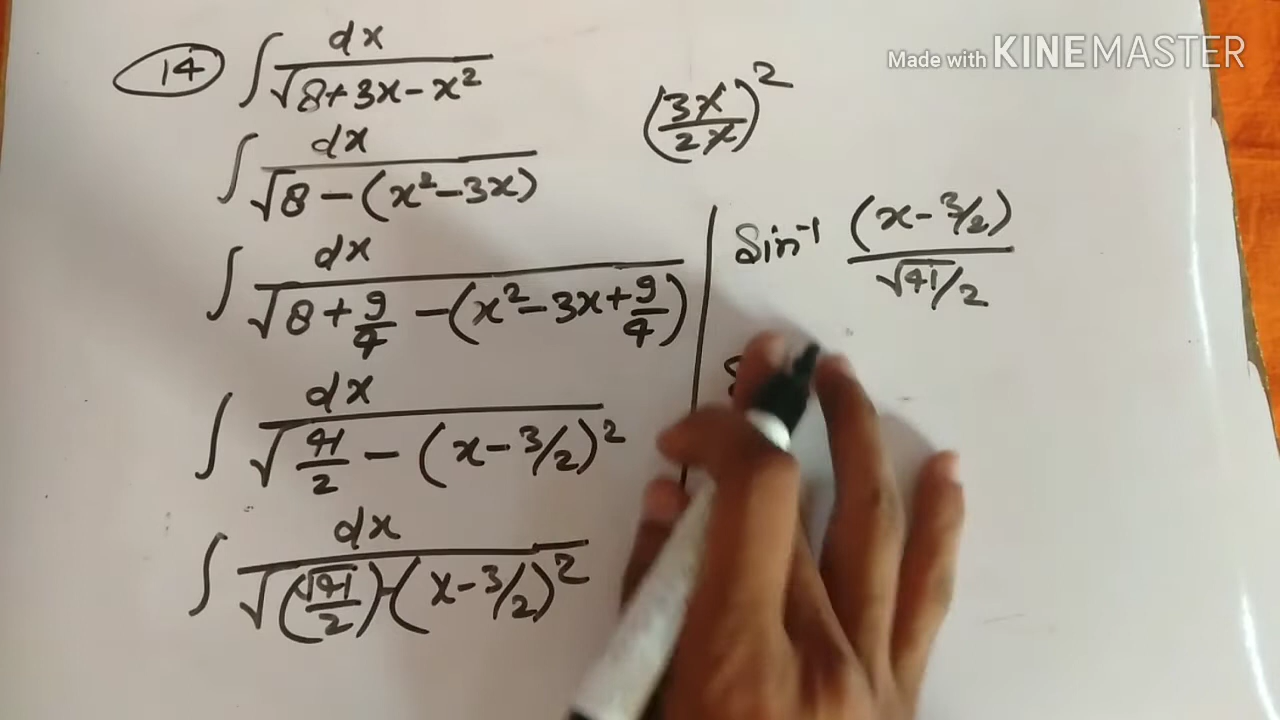 Made with KINEMASTER
14 ∫ dx / √8+3x−x²
∫ dx / √8−(x²−3x)
∫ dx / √8+9/4−(x²−3x+9/4)
∫ dx / √41/2−(x−3/2)²
∫ dx / √(√41/2)-(x−3/2)²
(3x/2x)²
Sin⁻¹ (x−3/2) / √41/2